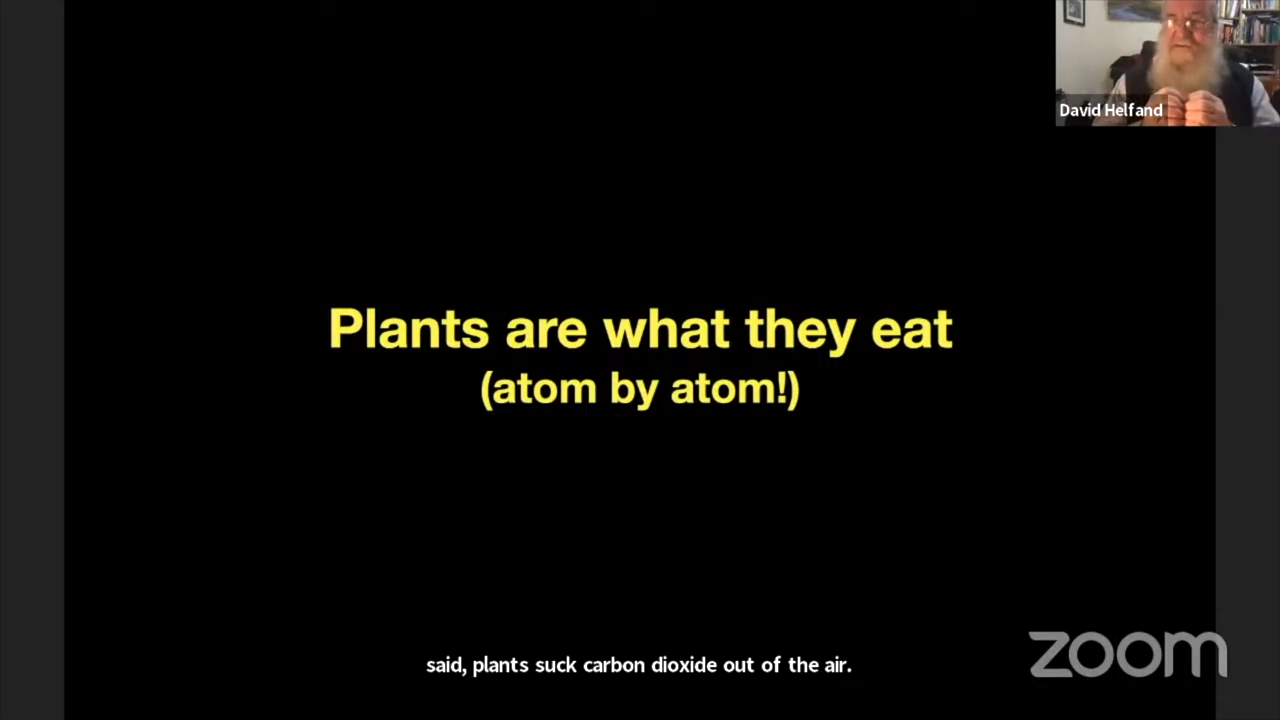 David Helfand
Plants are what they eat
(atom by atom!)
said, plants suck carbon dioxide out of the air.
zoom